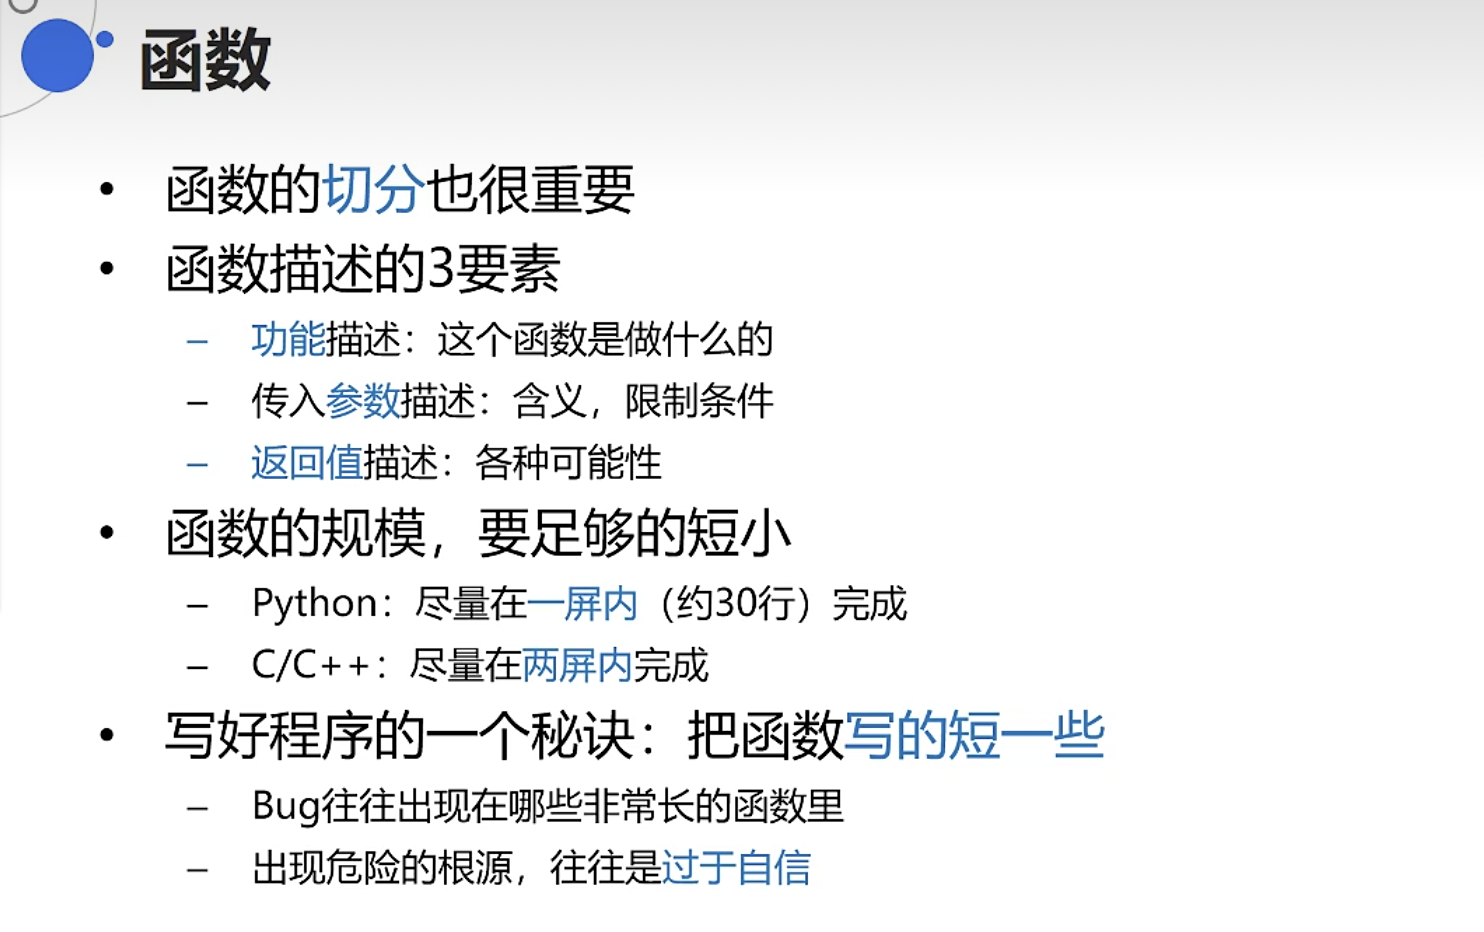 函数
• 函数的切分也很重要
• 函数描述的3要素
– 功能描述：这个函数是做什么的
– 传入参数描述：含义，限制条件
– 返回值描述：各种可能性
• 函数的规模，要足够的短小
– Python：尽量在一屏内（约30行）完成
– C/C++：尽量在两屏内完成
• 写好程序的一个秘诀：把函数写的短一些
– Bug往往出现在哪些非常长的函数里
– 出现危险的根源，往往是过于自信